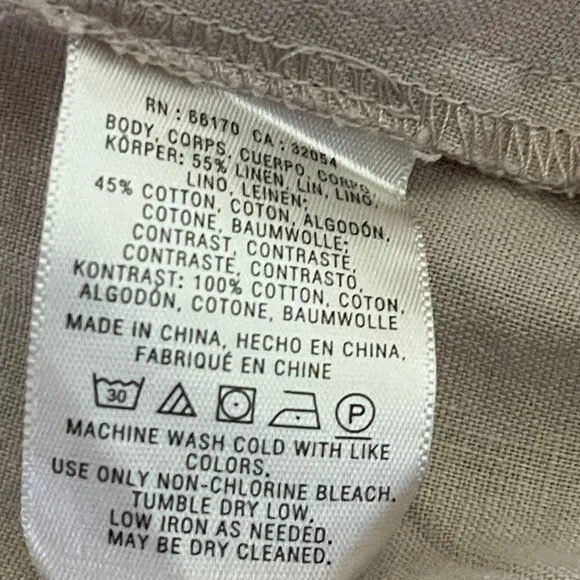 RN : 66170 CA : 32054
BODY, CORPS, CUERPO, CORPO,
KÖRPER: 55% LINEN, LIN, LINO,
LINO, LEINEN;
45% COTTON, COTON, ALGODÓN,
COTONE, BAUMWOLLE;
CONTRAST, CONTRASTÉ,
CONTRASTE, CONTRASTO,
KONTRAST: 100% COTTON, COTON,
ALGODÓN, COTONE, BAUMWOLLE
MADE IN CHINA, HECHO EN CHINA,
FABRIQUÉ EN CHINE
30 P
MACHINE WASH COLD WITH LIKE
COLORS.
USE ONLY NON-CHLORINE BLEACH.
TUMBLE DRY LOW.
LOW IRON AS NEEDED.
MAY BE DRY CLEANED.